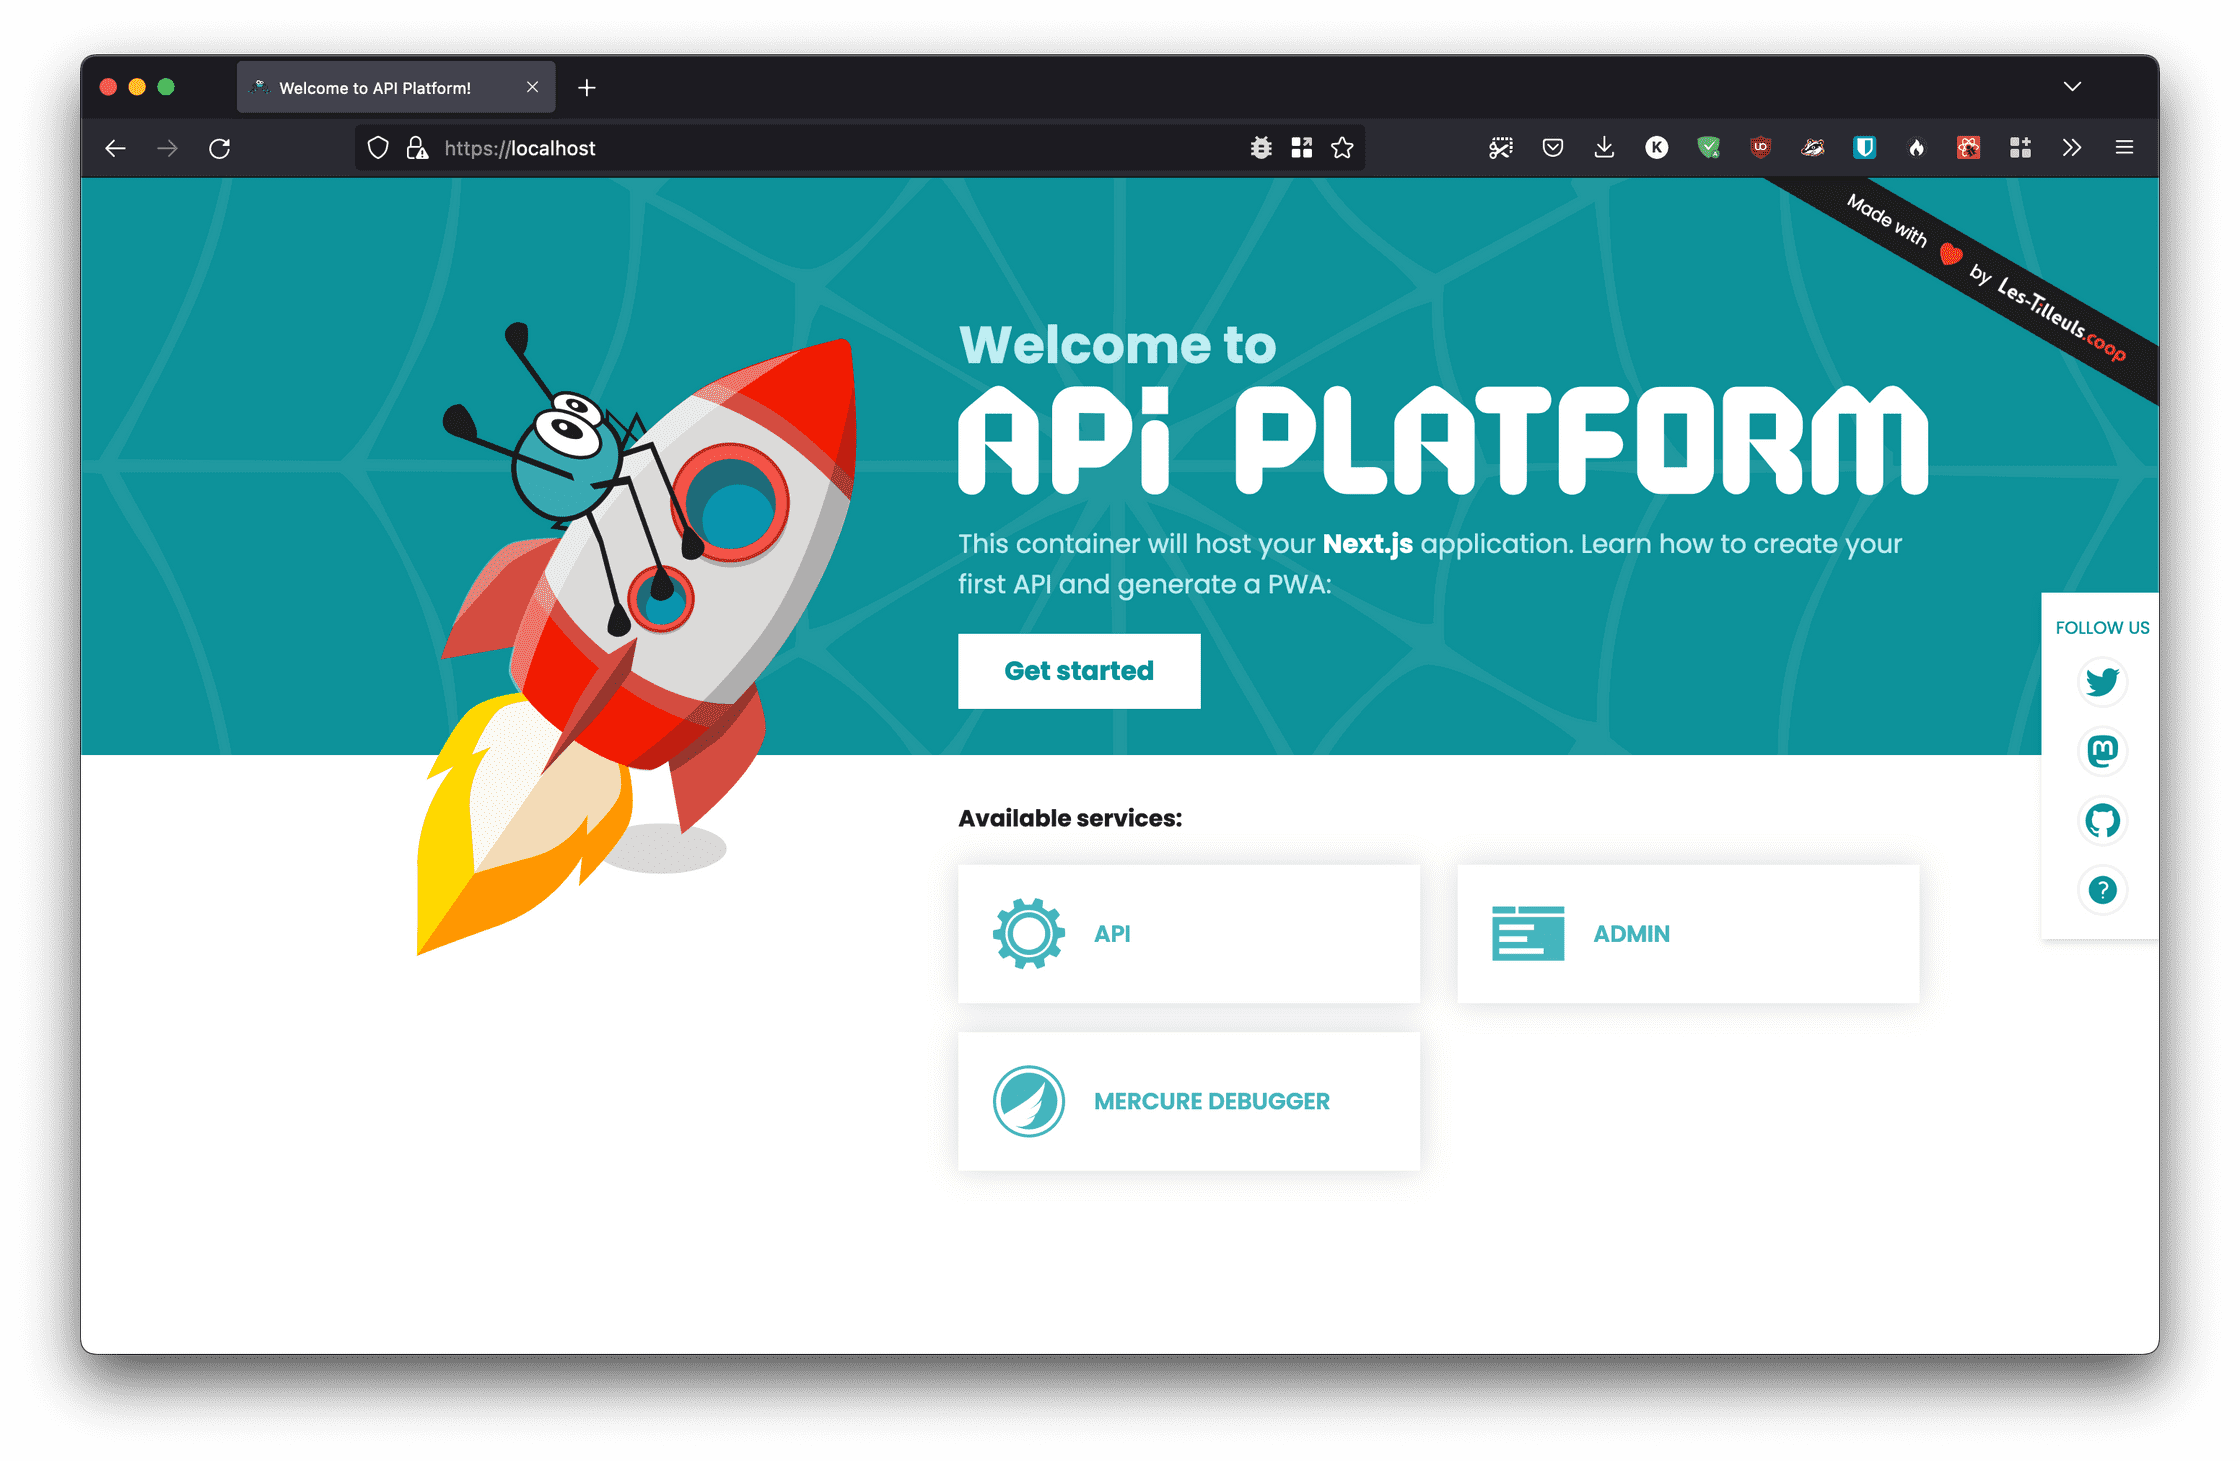 Welcome to API Platform!
https://localhost
Made with ❤ by Les-Tilleuls.coop
Welcome to
API PLATFORM
This container will host your Next.js application. Learn how to create your
first API and generate a PWA:
Get started
FOLLOW US
Available services:
API
ADMIN
MERCURE DEBUGGER